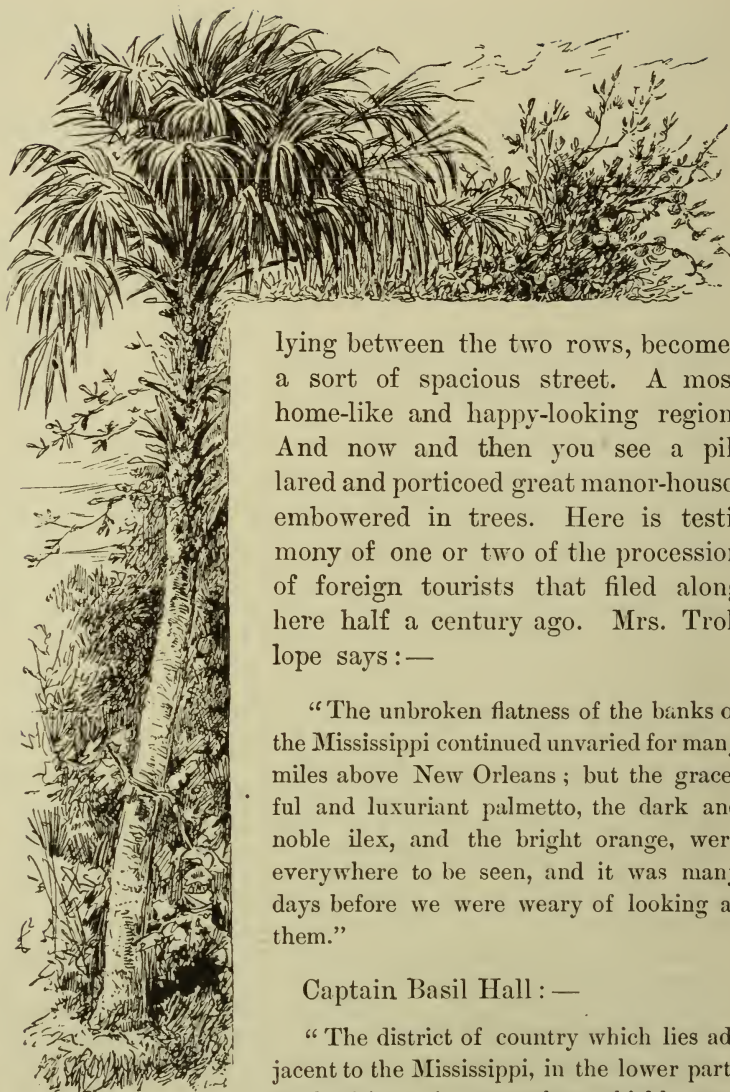 lying between the two rows, become
a sort of spacious street. A mos
home-like and happy-looking region
And now and then you see a pil
lared and porticoed great manor-house
embowered in trees. Here is testi
mony of one or two of the procession
of foreign tourists that filed along
here half a century ago. Mrs. Trol
lope says:—
"The unbroken flatness of the banks o
the Mississippi continued unvaried for man
miles above New Orleans; but the grace
ful and luxuriant palmetto, the dark an
noble ilex, and the bright orange, wer
everywhere to be seen, and it was man
days before we were weary of looking a
them."
Captain Basil Hall:—
"The district of country which lies ad
jacent to the Mississippi, in the lower part